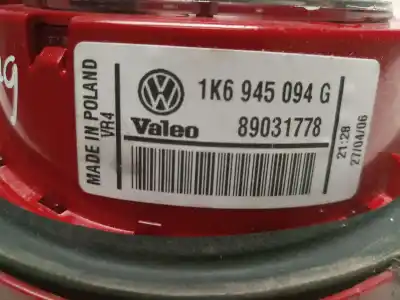 MADE IN POLAND
VR4
1K6 945 094 G
Valeo 89031778
21:28
27/04/06